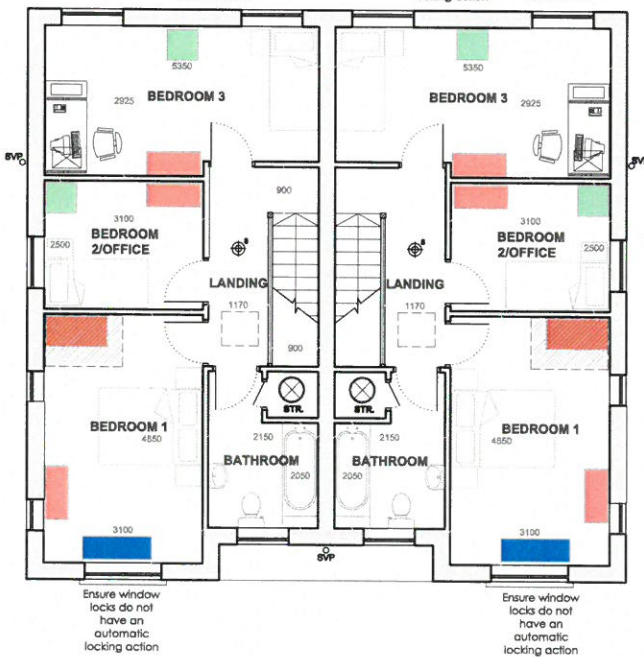 locking action
5350
5350
BEDROOM 3
BEDROOM 3
2925
2925
SVP
SV
900
3100
3100
BEDROOM
2/OFFICE
BEDROOM
2/OFFICE
2500
2500
S
S
LANDING
LANDING
1170
1170
900
STR.
STR.
BEDROOM 1
BEDROOM 1
4850
4850
2150
2150
BATHROOM
BATHROOM
2050
2050
3100
3100
SVP
Ensure window
locks do not
have an
automatic
locking action
Ensure window
locks do not
have an
automatic
locking action